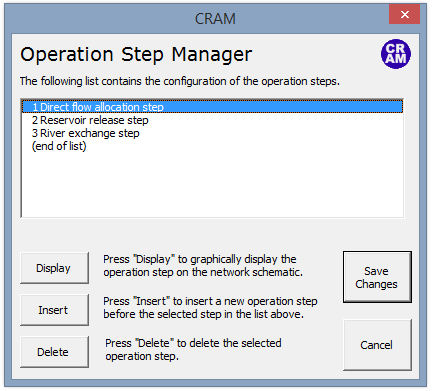 CRAM
Operation Step Manager
CR
AM
The following list contains the configuration of the operation steps.
1 Direct flow allocation step
2 Reservoir release step
3 River exchange step
(end of list)
Display
Press "Display" to graphically display the
operation step on the network schematic.
Insert
Press "Insert" to insert a new operation step
before the selected step in the list above.
Delete
Press "Delete" to delete the selected
operation step.
Save
Changes
Cancel